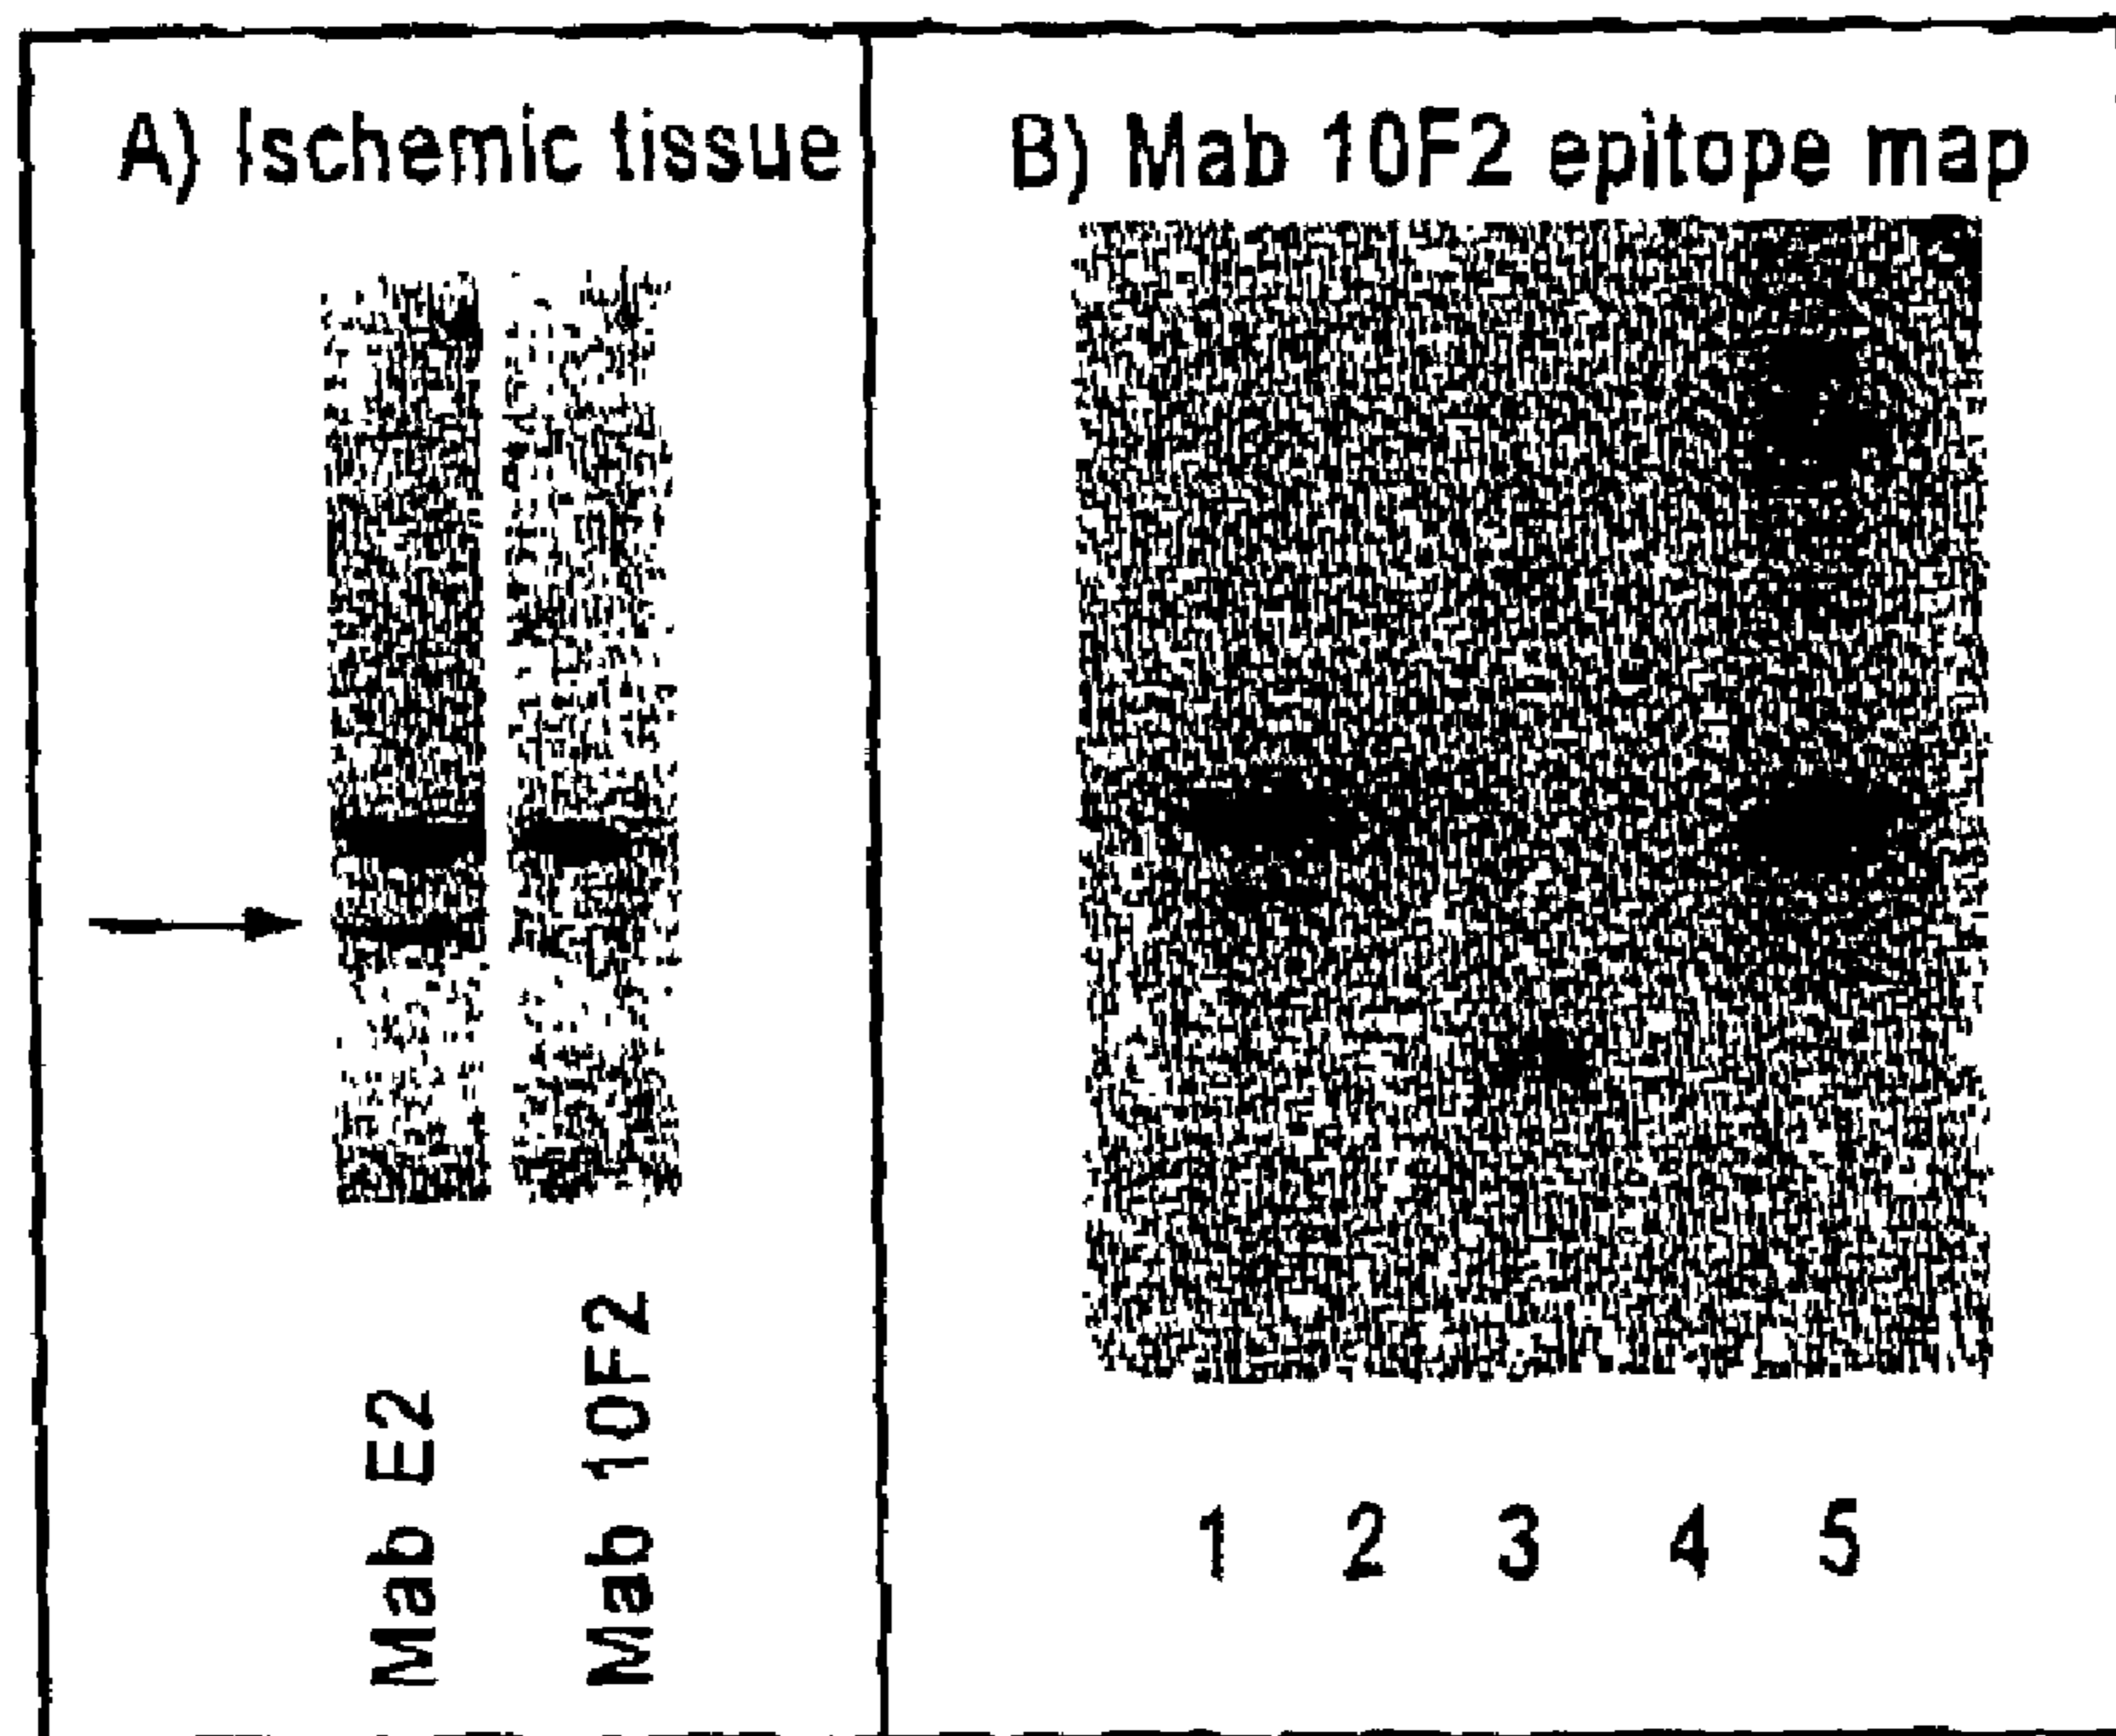 A) Ischemic tissue
B) Mab 10F2 epitope map
Mab E2
Mab 10F2
1 2 3 4 5